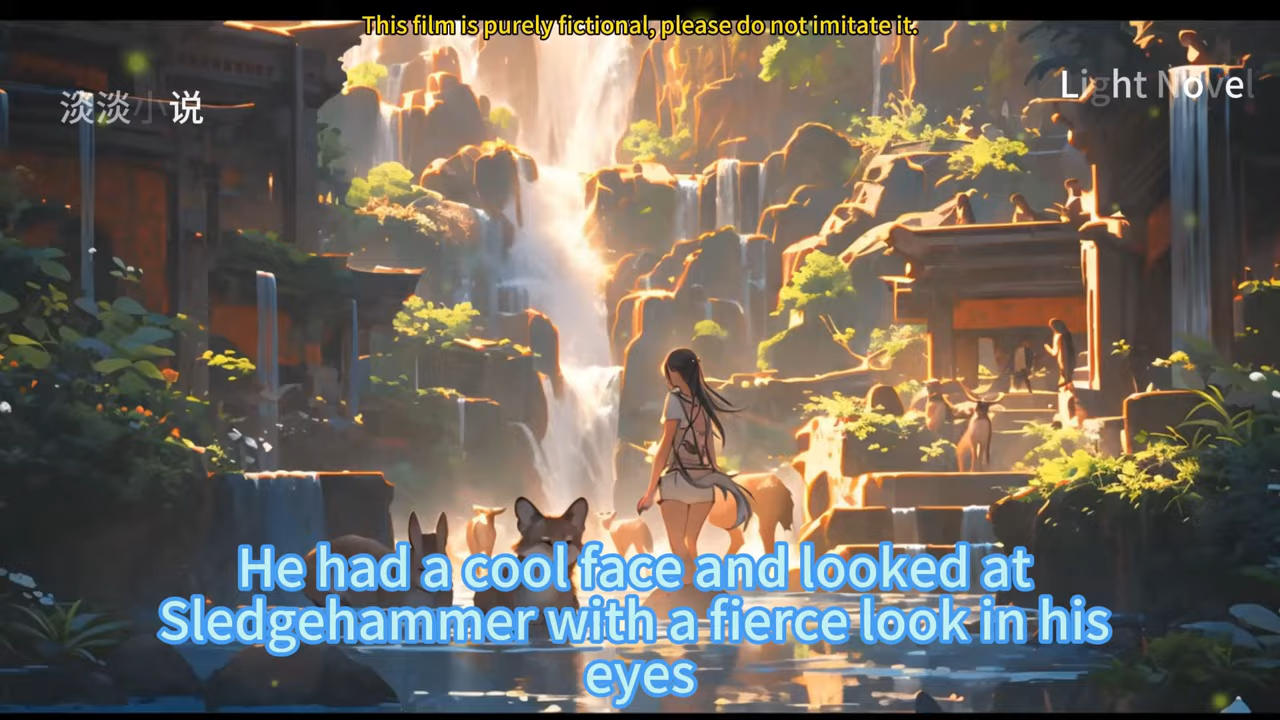 This film is purely fictional, please do not imitate it.
Light Novel
淡淡小说
He had a cool face and looked at
Sledgehammer with a fierce look in his
eyes